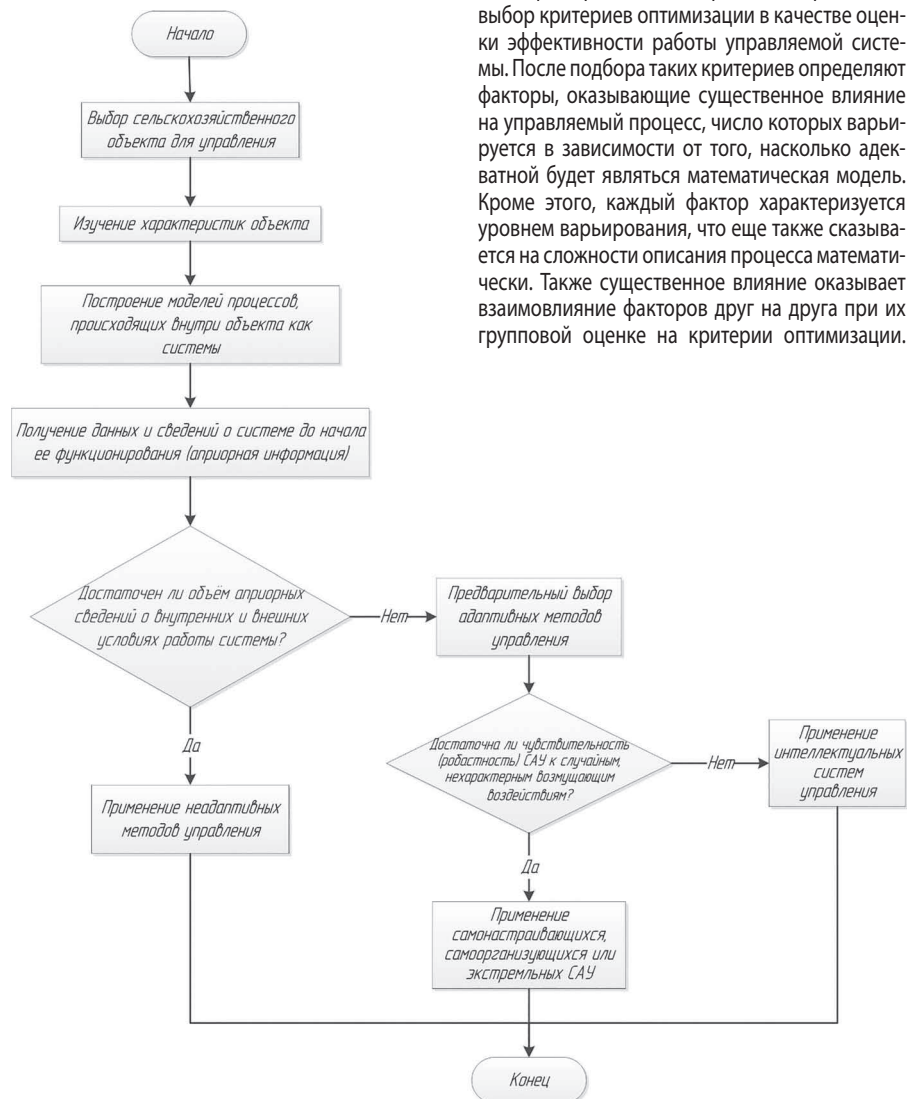 выбор критериев оптимизации в качестве оцен-
ки эффективности работы управляемой систе-
мы. После подбора таких критериев определяют
факторы, оказывающие существенное влияние
на управляемый процесс, число которых варьи-
руется в зависимости от того, насколько адек-
ватной будет являться математическая модель.
Кроме этого, каждый фактор характеризуется
уровнем варьирования, что еще также сказыва-
ется на сложности описания процесса математи-
чески. Также существенное влияние оказывает
взаимовлияние факторов друг на друга при их
групповой оценке на критерии оптимизации.
Начало
Выбор сельскохозяйственного
объекта для управления
Изучение характеристик объекта
Построение моделей процессов,
происходящих внутри объекта как
системы
Получение данных и сведений о системе до начала
ее функционирования (априорная информация)
Достаточен ли объём априорных
сведений о внутренних и внешних
условиях работы системы?
Нет
Предварительный выбор
адаптивных методов
управления
Да
Применение неадаптивных
методов управления
Достаточна ли чувствительность
(робастность) САУ к случайным,
нехарактерным возмущающим
воздействиям?
Нет
Применение
интеллектуальных
систем
управления
Да
Применение
самонастраивающихся,
самоорганизующихся или
экстремльных САУ
Конец